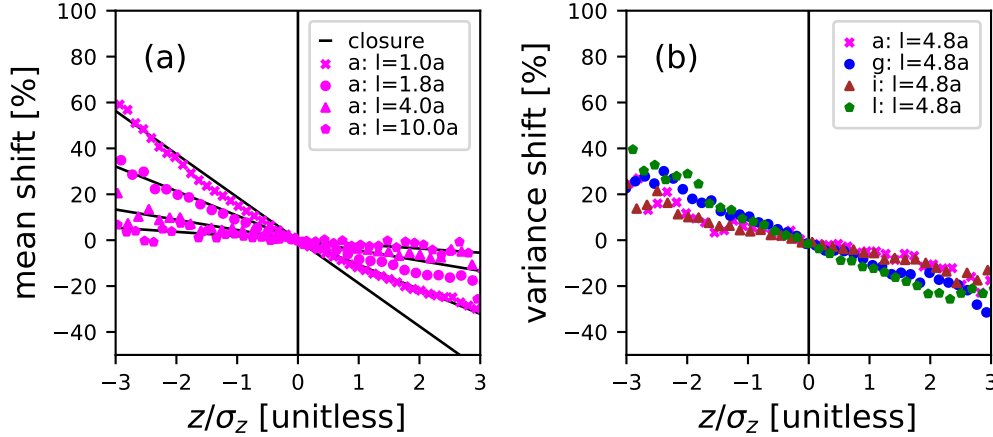 100
80
60
40
20
0
−20
−40
mean shift [%]
(a)
closure
a: l=1.0a
a: l=1.8a
a: l=4.0a
a: l=10.0a
−3 −2 −1 0 1 2 3
z/σz [unitless]
100
80
60
40
20
0
−20
−40
variance shift [%]
(b)
a: l=4.8a
g: l=4.8a
i: l=4.8a
l: l=4.8a
−3 −2 −1 0 1 2 3
z/σz [unitless]